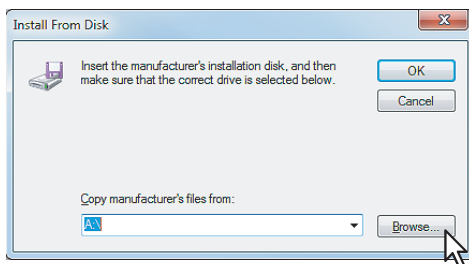 Install From Disk
Insert the manufacturer's installation disk, and then
make sure that the correct drive is selected below.
OK
Cancel
Copy manufacturer's files from:
A:\
Browse...